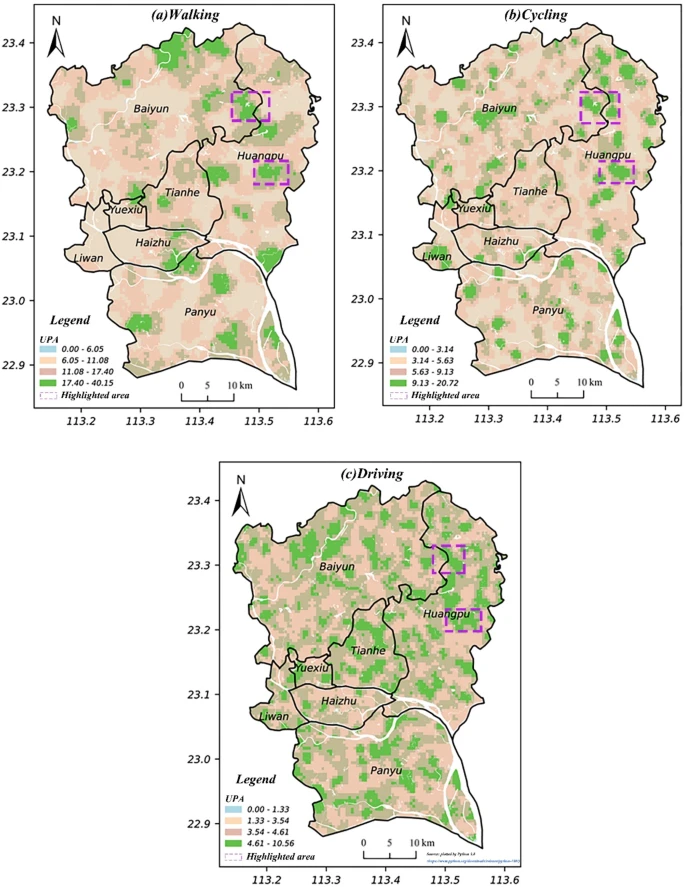 (a)Walking
N
23.4
23.3
23.2
23.1
23.0
22.9
Baiyun
Huangpu
Tianhe
Yuexiu
Haizhu
Liwan
Panyu
Legend
UPA
0.00 - 6.05
6.05 - 11.08
11.08 - 17.40
17.40 - 40.15
Highlighted area
0 5 10 km
113.2 113.3 113.4 113.5 113.6
(b)Cycling
N
23.4
23.3
23.2
23.1
23.0
22.9
Baiyun
Huangpu
Tianhe
Yuexiu
Haizhu
Liwan
Panyu
Legend
UPA
0.00 - 3.14
3.14 - 5.63
5.63 - 9.13
9.13 - 20.72
Highlighted area
0 5 10 km
113.2 113.3 113.4 113.5 113.6
(c)Driving
N
23.4
23.3
23.2
23.1
23.0
22.9
Baiyun
Huangpu
Tianhe
Yuexiu
Haizhu
Liwan
Panyu
Legend
UPA
0.00 - 1.33
1.33 - 3.54
3.54 - 4.61
4.61 - 10.56
Highlighted area
0 5 10 km
113.2 113.3 113.4 113.5 113.6